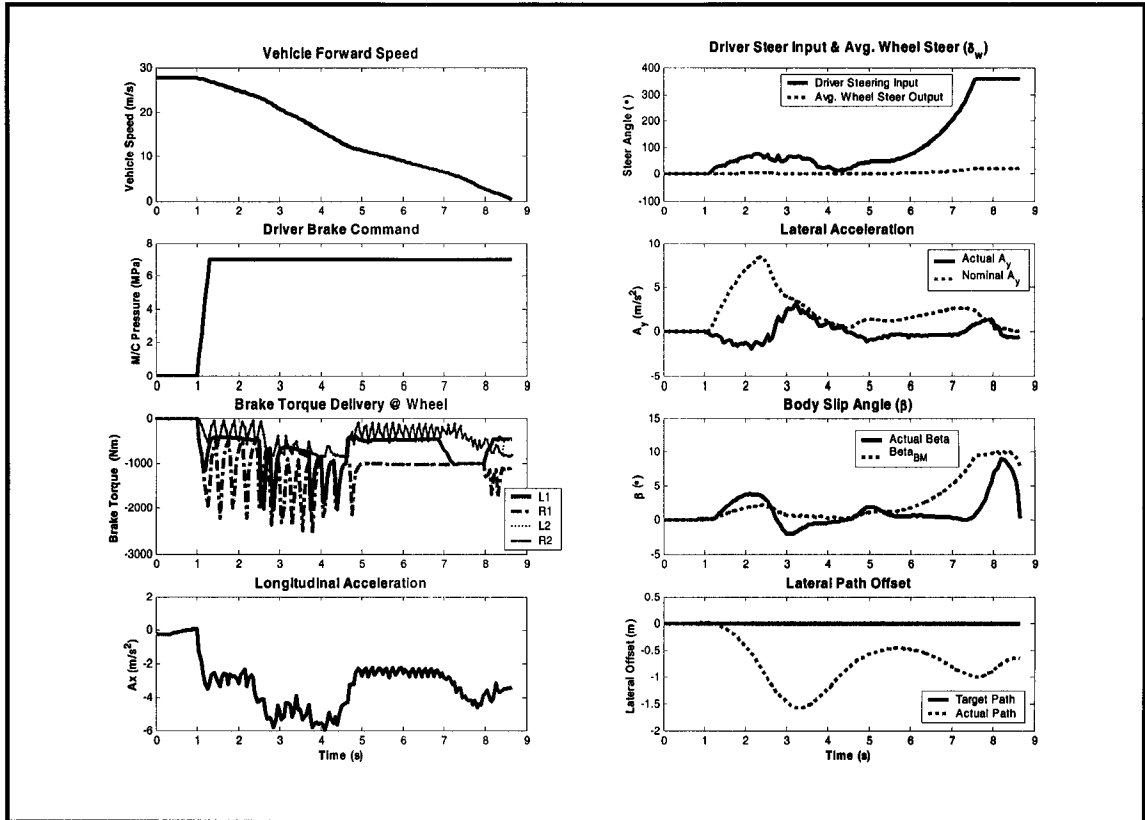 Vehicle Forward Speed
30
20
10
0
Vehicle Speed (m/s)
0 1 2 3 4 5 6 7 8 9
Driver Brake Command
8
6
4
2
0
M/C Pressure (MPa)
0 1 2 3 4 5 6 7 8 9
Brake Torque Delivery @ Wheel
0
-1000
-2000
-3000
Brake Torque (Nm)
L1
R1
L2
R2
0 1 2 3 4 5 6 7 8 9
Longitudinal Acceleration
2
0
-2
-4
-6
Ax (m/s²)
0 1 2 3 4 5 6 7 8 9
Time (s)
Driver Steer Input & Avg. Wheel Steer (δw)
400
300
200
100
0
-100
Steer Angle (°)
Driver Steering Input
Avg. Wheel Steer Output
0 1 2 3 4 5 6 7 8 9
Lateral Acceleration
10
5
0
-5
Ay (m/s²)
Actual Ay
Nominal Ay
0 1 2 3 4 5 6 7 8 9
Body Slip Angle (β)
15
10
5
0
-5
β (°)
Actual Beta
BetaBM
0 1 2 3 4 5 6 7 8 9
Lateral Path Offset
0.5
0
-0.5
-1
-1.5
-2
Lateral Offset (m)
Target Path
Actual Path
0 1 2 3 4 5 6 7 8 9
Time (s)